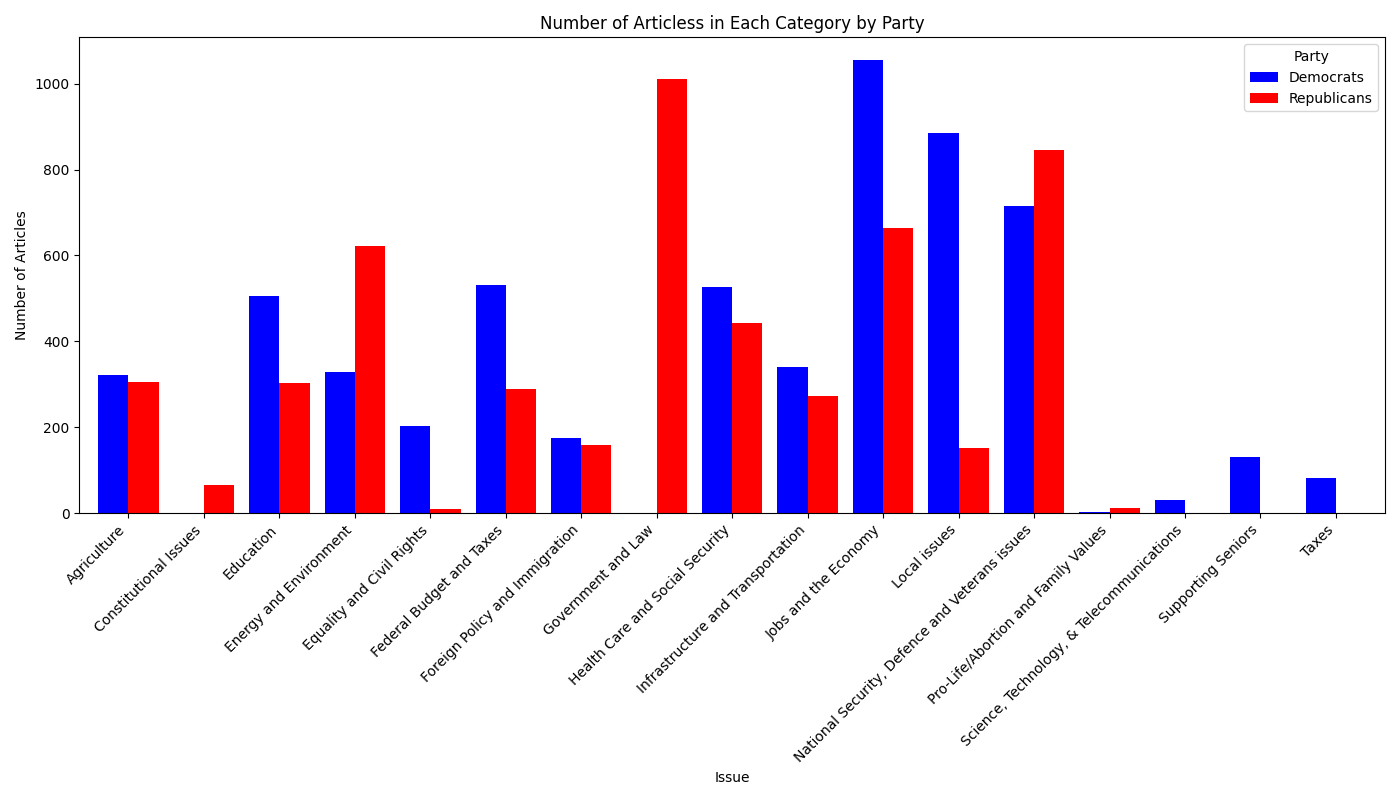 Number of Articless in Each Category by Party
Party
Democrats
Republicans
Number of Articles
1000
800
600
400
200
0
Agriculture
Constitutional Issues
Education
Energy and Environment
Equality and Civil Rights
Federal Budget and Taxes
Foreign Policy and Immigration
Government and Law
Health Care and Social Security
Infrastructure and Transportation
Jobs and the Economy
Local issues
National Security, Defence and Veterans issues
Pro-Life/Abortion and Family Values
Science, Technology, & Telecommunications
Supporting Seniors
Taxes
Issue